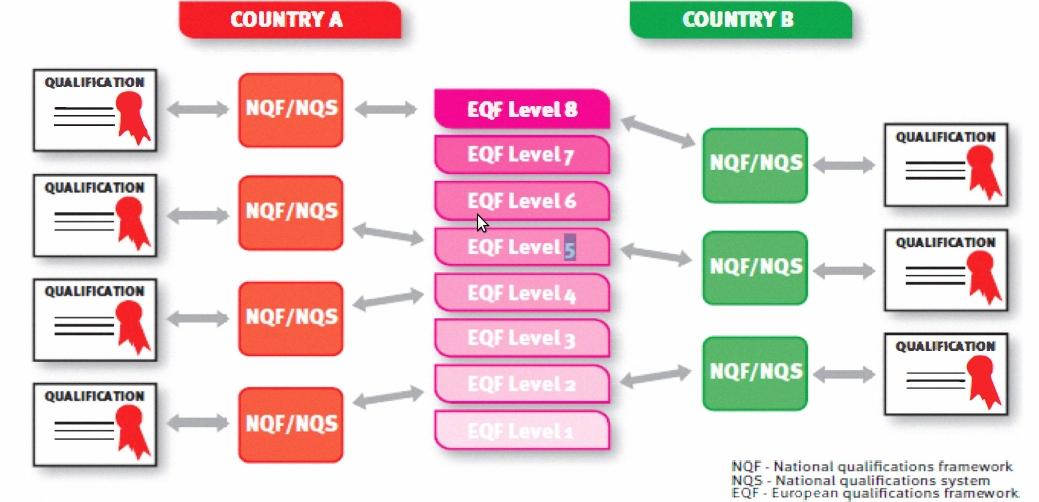 COUNTRY A
COUNTRY B
QUALIFICATION
NQF/NQS
EQF Level 8
NQF/NQS
QUALIFICATION
EQF Level 7
QUALIFICATION
NQF/NQS
EQF Level 6
EQF Level 5
NQF/NQS
QUALIFICATION
QUALIFICATION
NQF/NQS
EQF Level 4
EQF Level 3
NQF/NQS
QUALIFICATION
EQF Level 2
QUALIFICATION
NQF/NQS
EQF Level 1
NQF - National qualifications framework
NQS - National qualifications system
EQF - European qualifications framework